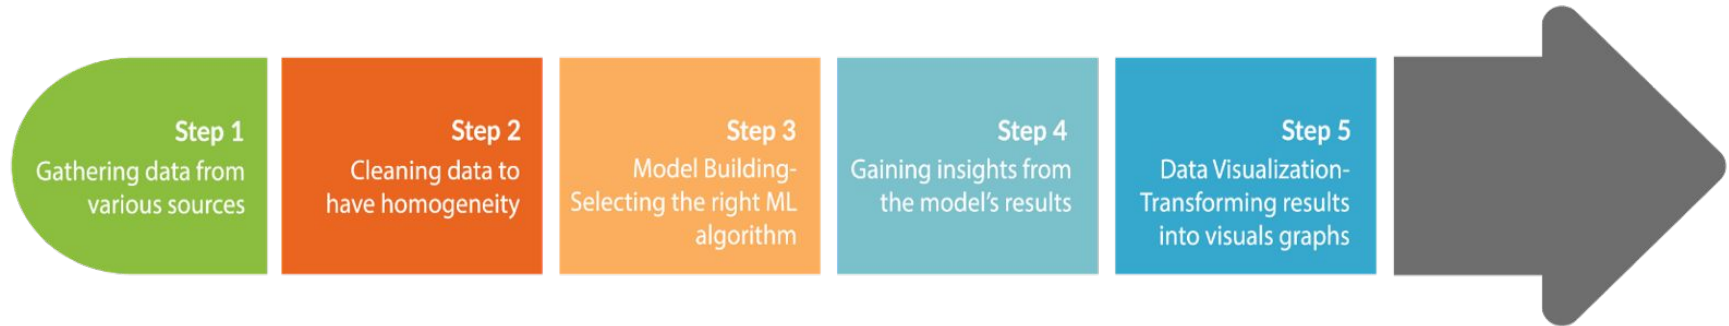 Step 1
Gathering data from
various sources
Step 2
Cleaning data to
have homogeneity
Step 3
Model Building-
Selecting the right ML
algorithm
Step 4
Gaining insights from
the model's results
Step 5
Data Visualization-
Transforming results
into visuals graphs